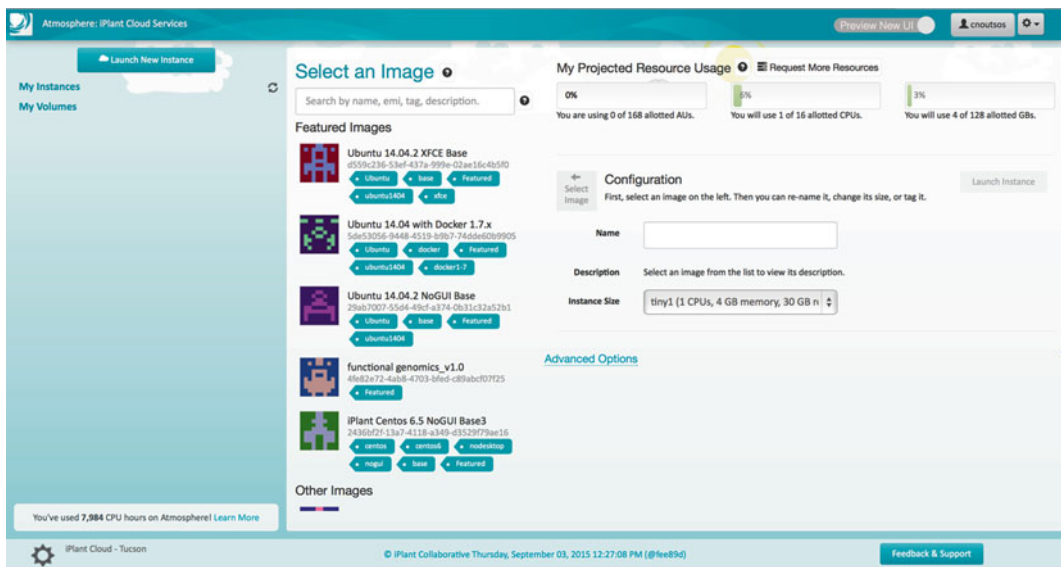 Atmosphere: iPlant Cloud Services
Preview New UI
cnoutsos
Launch New Instance
My Instances
My Volumes
You've used 7,984 CPU hours on Atmosphere! Learn More
Select an Image
Search by name, emi, tag, description.
Featured Images
Ubuntu 14.04.2 XFCE Base
d559c236-53ef-437a-999e-02ae16c4b5f0
Ubuntu base Featured
ubuntu1404 xfce
Ubuntu 14.04 with Docker 1.7.x
5de53056-9448-4519-b9b7-74dde60b9905
Ubuntu docker Featured
ubuntu1404 docker1-7
Ubuntu 14.04.2 NoGUI Base
29ab7007-55d4-49cf-a374-0b31c32a52b1
Ubuntu base Featured
ubuntu1404
functional genomics_v1.0
4fe82e72-4ab8-4703-bfed-c89abcf07f25
Featured
iPlant Centos 6.5 NoGUI Base3
2436bf2f-13a7-4118-a349-d3529f79ae16
centos centos6 nodesktop
nogui base Featured
Other Images
My Projected Resource Usage Request More Resources
0% 6% 3%
You are using 0 of 168 allotted AUs. You will use 1 of 16 allotted CPUs. You will use 4 of 128 allotted GBs.
Select
Image
Configuration
First, select an image on the left. Then you can re-name it, change its size, or tag it.
Launch Instance
Name
Description Select an image from the list to view its description.
Instance Size tiny1 (1 CPUs, 4 GB memory, 30 GB r
Advanced Options
iPlant Cloud - Tucson
© iPlant Collaborative Thursday, September 03, 2015 12:27:08 PM (@fee89d)
Feedback & Support